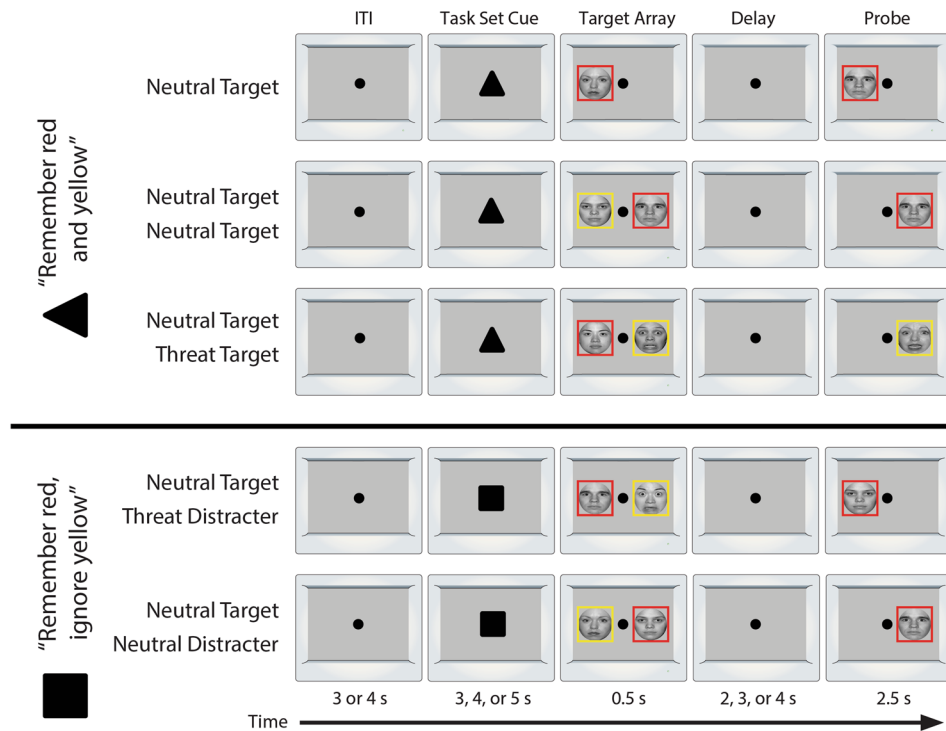 ITI Task Set Cue Target Array Delay Probe
“Remember red
and yellow”
Neutral Target
Neutral Target
Neutral Target
Neutral Target
Threat Target
“Remember red,
ignore yellow”
Neutral Target
Threat Distracter
Neutral Target
Neutral Distracter
3 or 4 s 3, 4, or 5 s 0.5 s 2, 3, or 4 s 2.5 s
Time